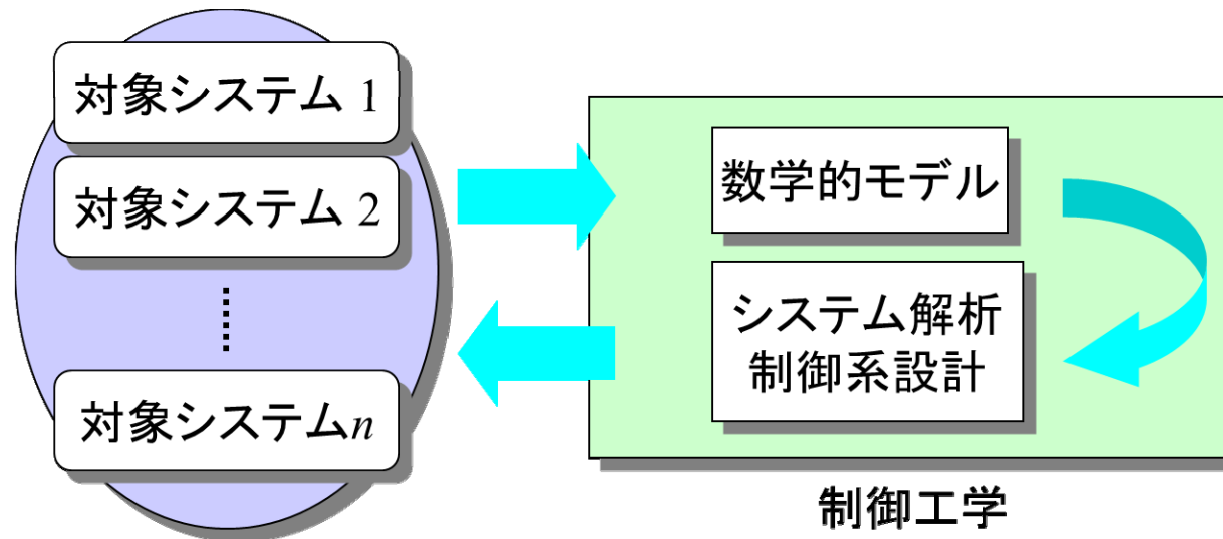 対象システム 1
対象システム 2
対象システムn
数学的モデル
システム解析
制御系設計
制御工学